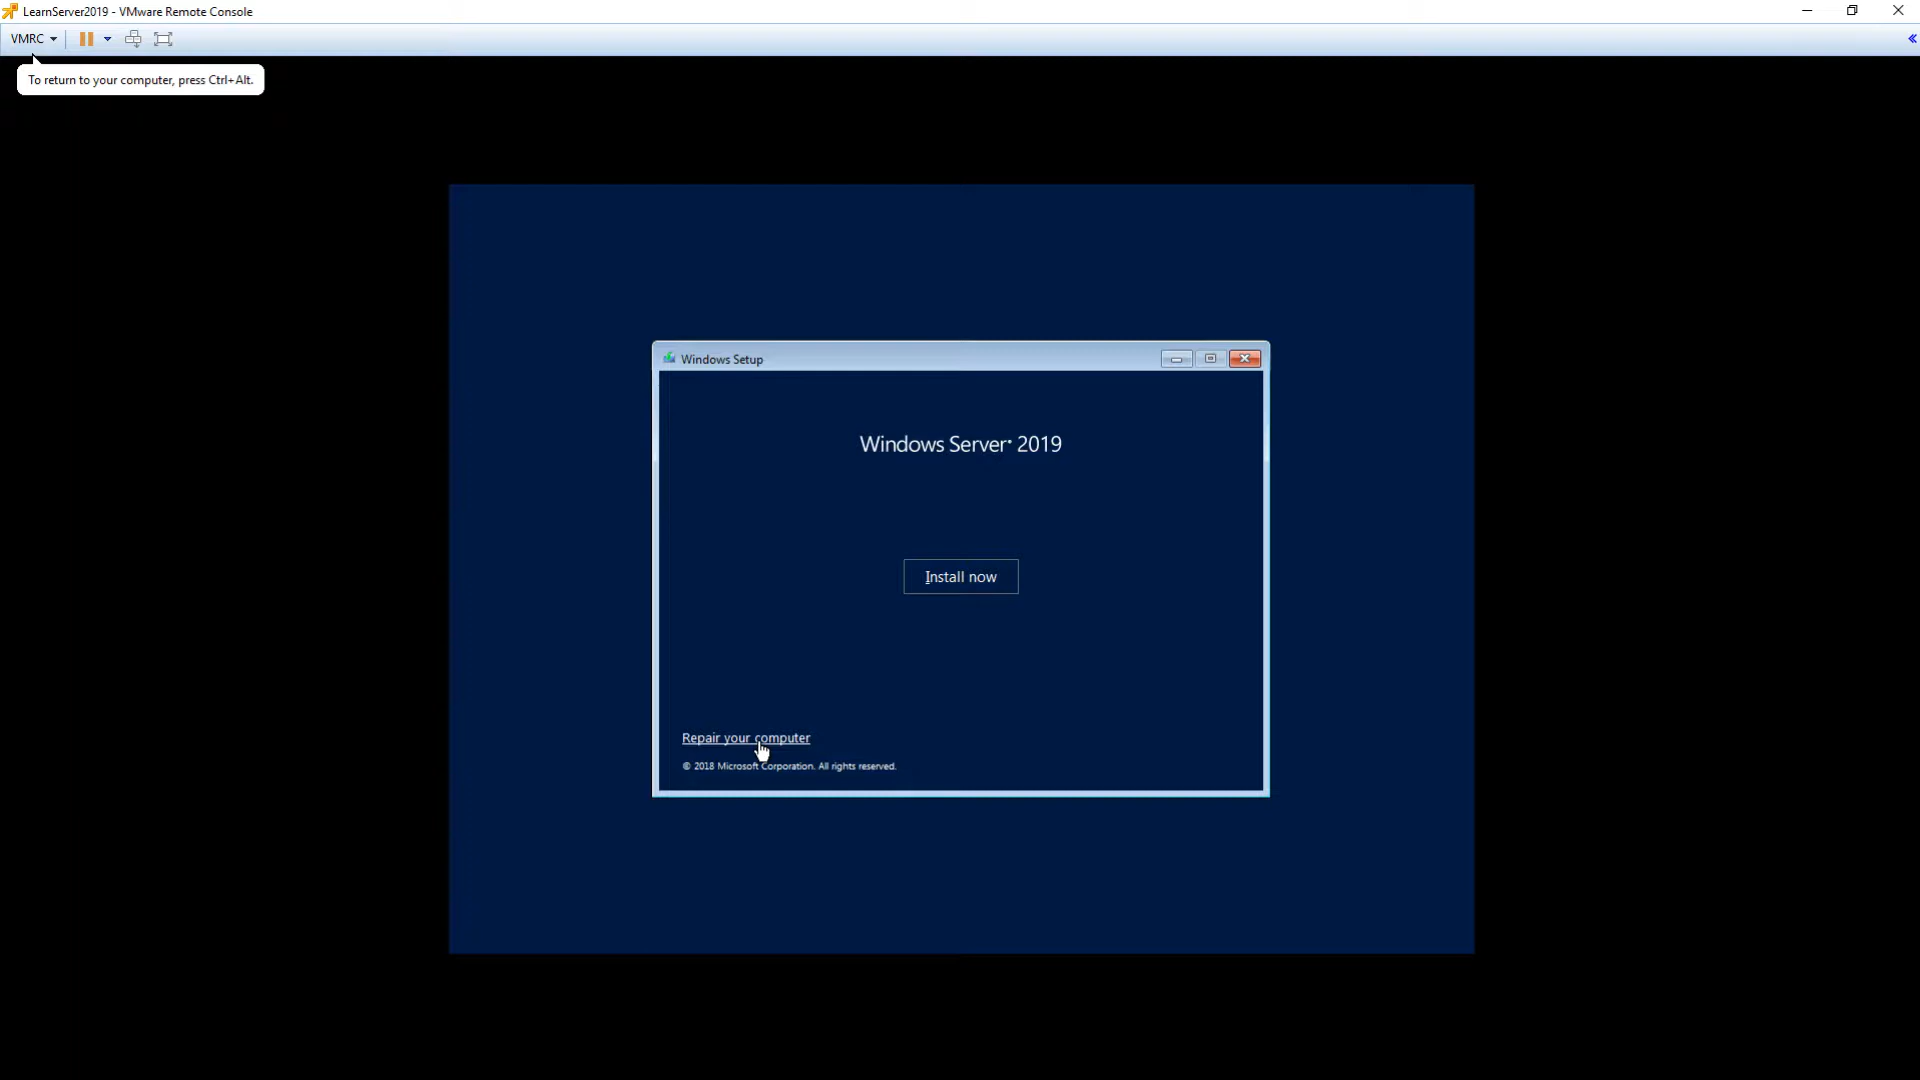 LearnServer2019 - VMware Remote Console
VMRC
To return to your computer, press Ctrl+Alt.
Windows Setup
Windows Server® 2019
Install now
Repair your computer
© 2018 Microsoft Corporation. All rights reserved.